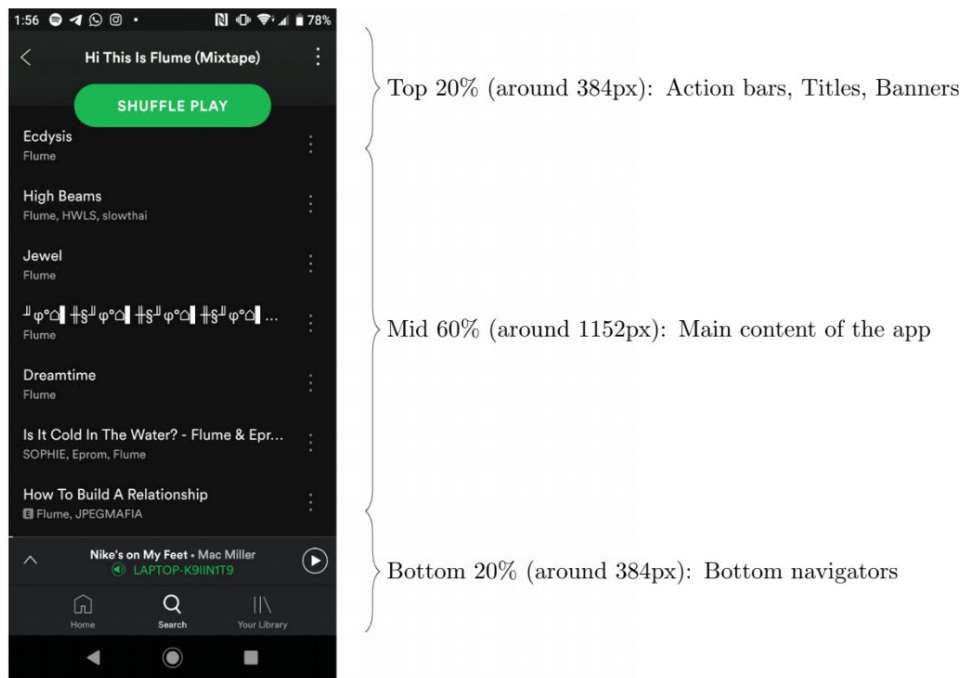 1:56 78%
Hi This Is Flume (Mixtape)
SHUFFLE PLAY
Ecdysis
Flume
High Beams
Flume, HWLS, slowthai
Jewel
Flume
╜φ°⌂▌╫§╜φ°⌂▌╫§╜φ°⌂▌╫§╜φ°⌂▌...
Flume
Dreamtime
Flume
Is It Cold In The Water? - Flume & Epr...
SOPHIE, Eprom, Flume
How To Build A Relationship
E Flume, JPEGMAFIA
Nike's on My Feet • Mac Miller
LAPTOP-K9IIN1T9
Home Search Your Library
Top 20% (around 384px): Action bars, Titles, Banners
Mid 60% (around 1152px): Main content of the app
Bottom 20% (around 384px): Bottom navigators